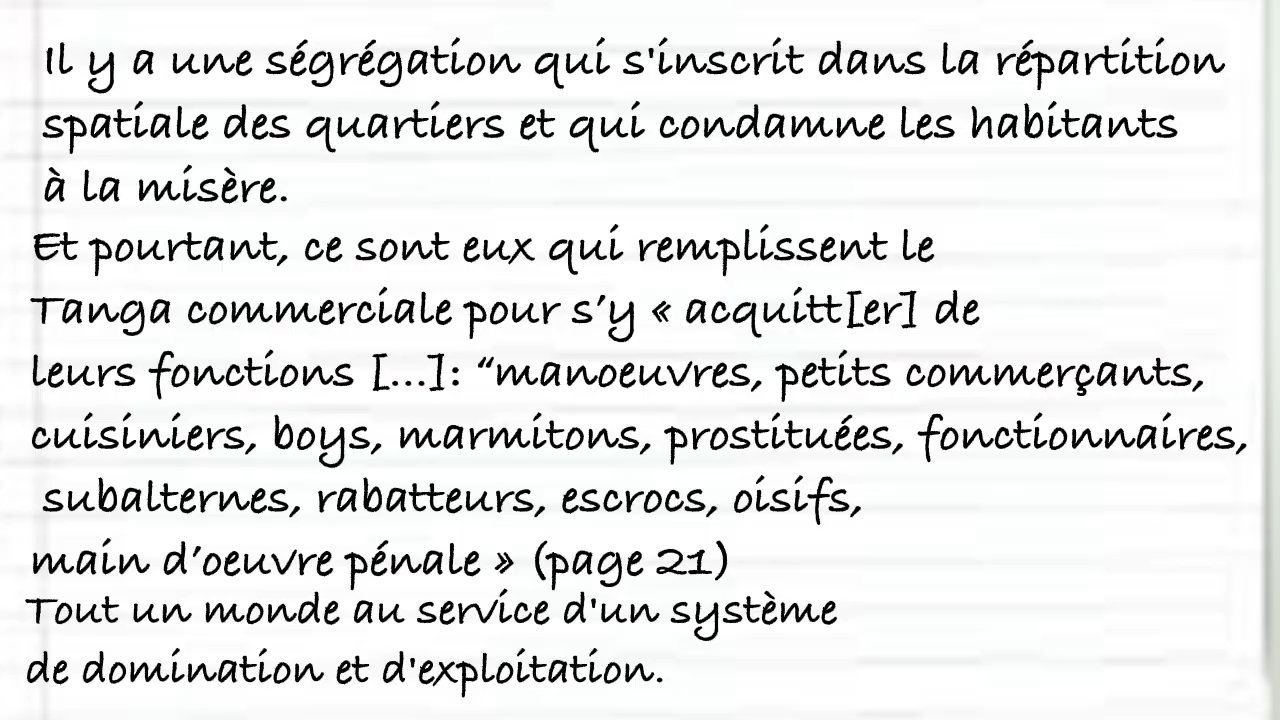 Il y a une ségrégation qui s'inscrit dans la répartition
spatiale des quartiers et qui condamne les habitants
à la misère.
Et pourtant, ce sont eux qui remplissent le
Tanga commerciale pour s’y « acquitt[er] de
leurs fonctions [...]: “manoeuvres, petits commerçants,
cuisiniers, boys, marmitons, prostituées, fonctionnaires,
subalternes, rabatteurs, escrocs, oisifs,
main d’oeuvre pénale » (page 21)
Tout un monde au service d'un système
de domination et d'exploitation.